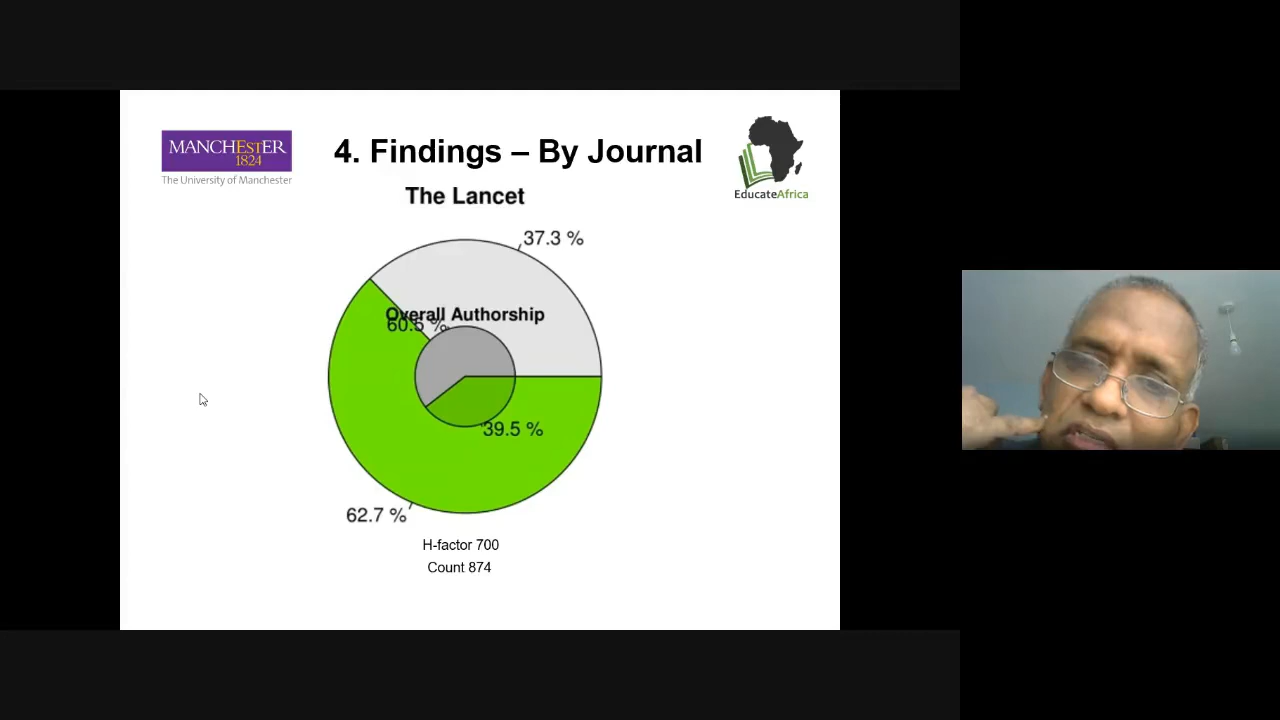 MANCHESTER
1824
The University of Manchester
4. Findings – By Journal
EducateAfrica
The Lancet
37.3 %
Overall Authorship
60.5 %
39.5 %
62.7 %
H-factor 700
Count 874